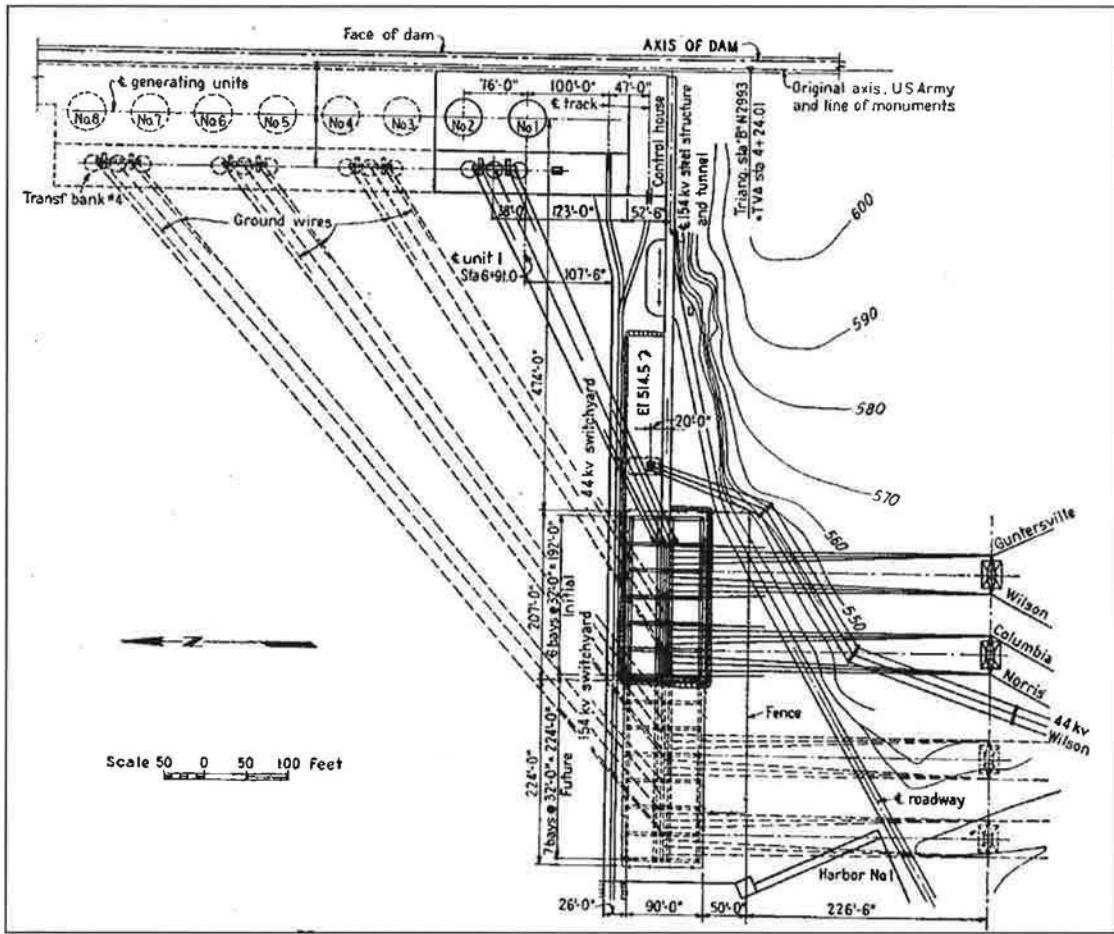 Face of dam
AXIS OF DAM
Original axis, US Army
and line of monuments
℄ generating units
76'-0"
100'-0"
47'-0"
℄ track
No.8
No.7
No.6
No.5
No.4
No.3
No.2
No.1
Control house
℄ 154 kv steel structure
and tunnel
Triang. sta "B" N2993
= TVA sta 4+24.01
Transf bank #4
Ground wires
38'-0"
123'-0"
52'-6"
℄ unit 1
Sta 6+91.0
107'-6"
600
590
580
570
560
550
474'-0"
44 kv switchyard
El 514.5
20'-0"
Guntersville
Wilson
Columbia
Norris
44 kv
Wilson
207'-0"
6 bays @ 32'-0" = 192'-0"
Initial
154 kv switchyard
224'-0"
7 bays @ 32'-0" = 224'-0"
Future
N
Scale 50 0 50 100 Feet
Fence
℄ roadway
Harbor No 1
26'-0"
90'-0"
50'-0"
226'-6"